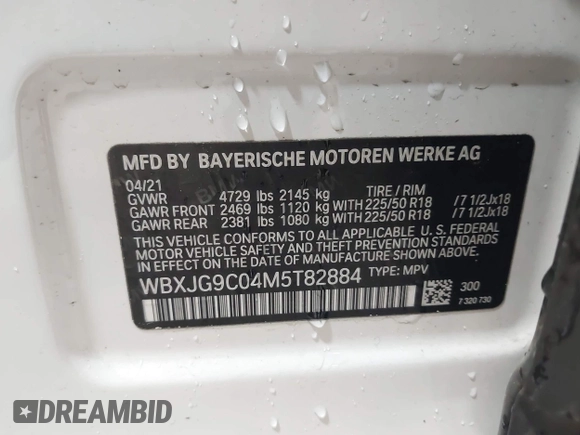 MFD BY BAYERISCHE MOTOREN WERKE AG
04/21
GVWR 4729 lbs 2145 kg TIRE / RIM
GAWR FRONT 2469 lbs 1120 kg WITH 225/50 R18 /7 1/2Jx18
GAWR REAR 2381 lbs 1080 kg WITH 225/50 R18 /7 1/2Jx18
THIS VEHICLE CONFORMS TO ALL APPLICABLE U. S. FEDERAL
MOTOR VEHICLE SAFETY, BUMPER, AND THEFT PREVENTION
STANDARDS IN EFFECT ON THE DATE OF MANUFACTURE SHOWN ABOVE.
WBXJG9C04M5T82884 TYPE: MPV
300
7 320 730
DREAMBID